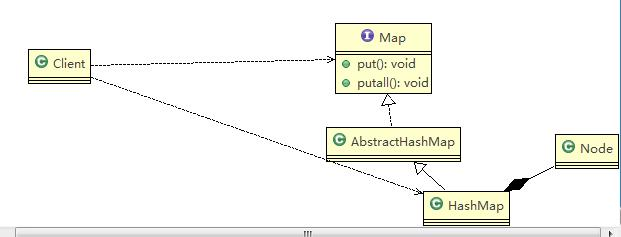 I Map
C Client
put(): void
putall(): void
C AbstractHashMap
C Node
C HashMap